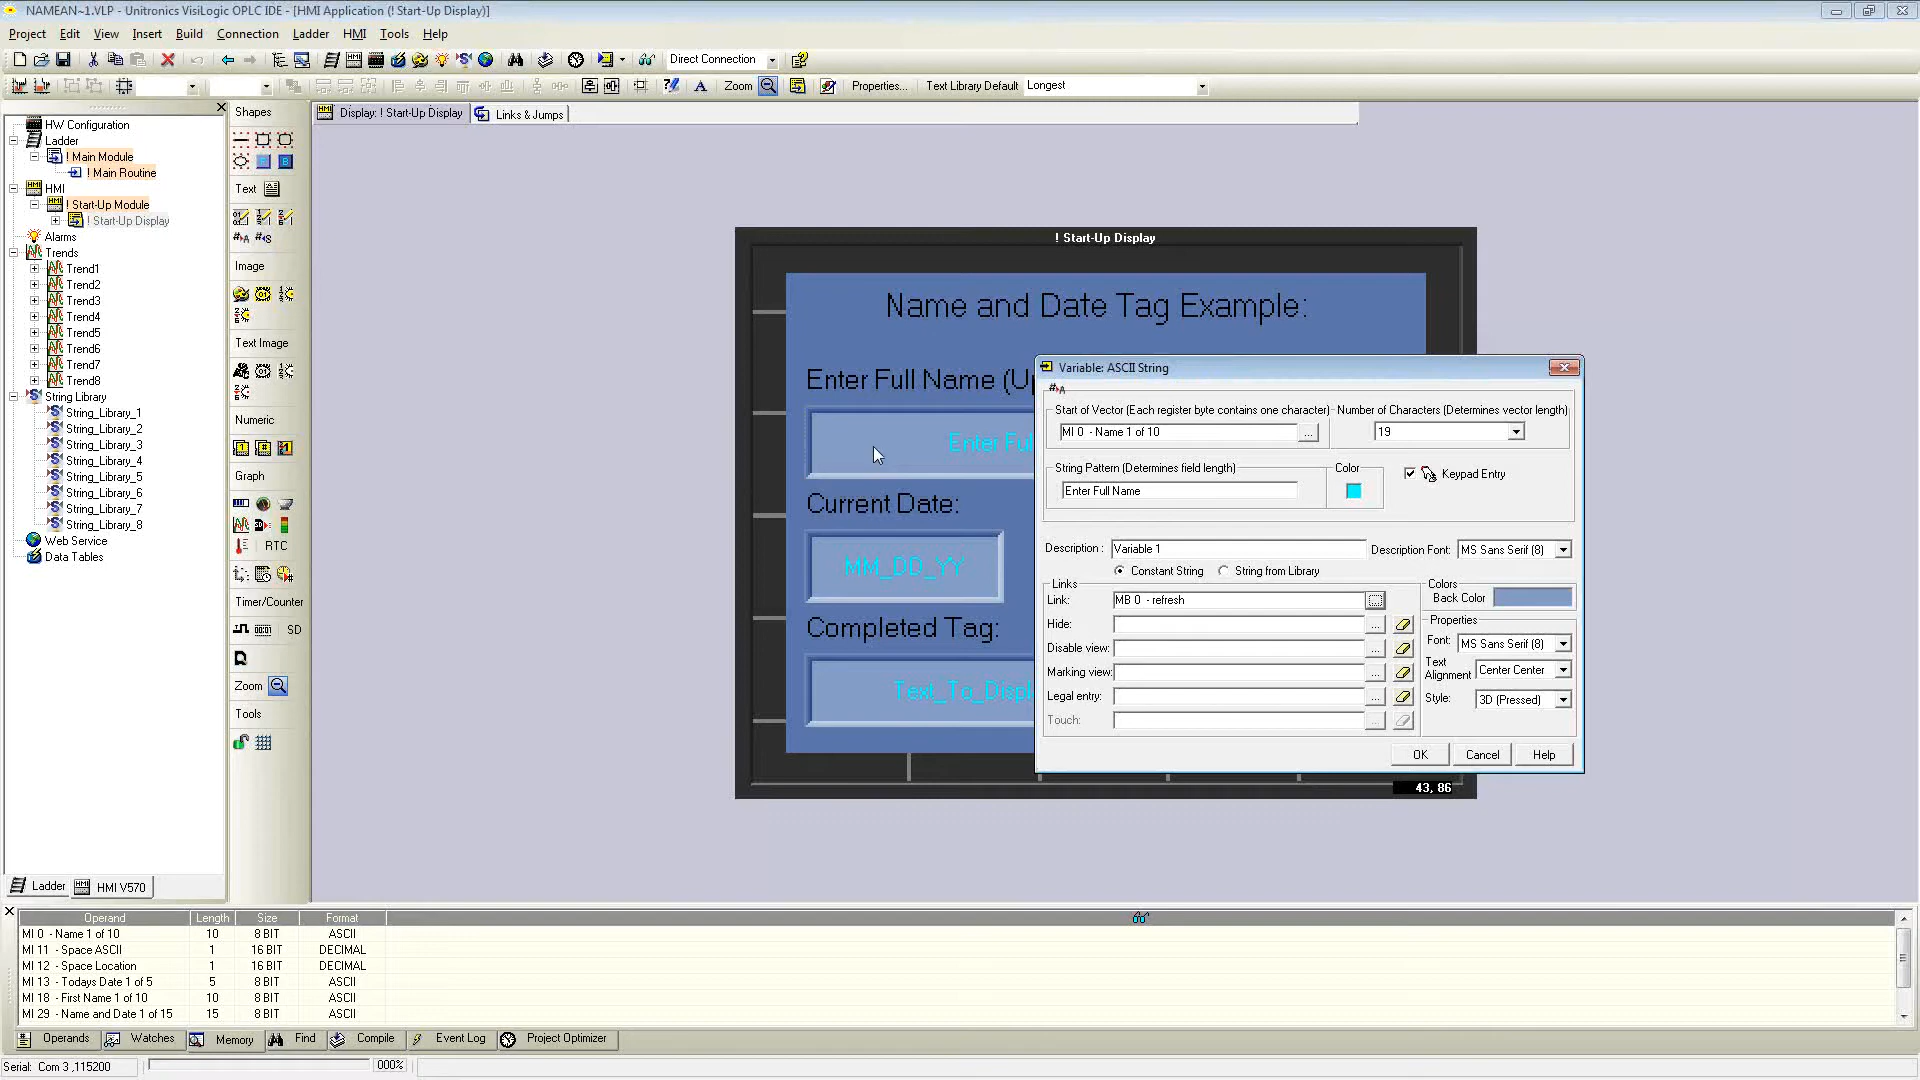 NAMEAN~1.VLP - Unitronics VisiLogic OPLC IDE - [HMI Application (! Start-Up Display)]
Project Edit View Insert Build Connection Ladder HMI Tools Help
Direct Connection
Zoom Properties... Text Library Default Longest
Shapes
Display: ! Start-Up Display Links & Jumps
HW Configuration
Ladder
! Main Module
! Main Routine
HMI
! Start-Up Module
! Start-Up Display
Alarms
Trends
Trend1
Trend2
Trend3
Trend4
Trend5
Trend6
Trend7
Trend8
String Library
String_Library_1
String_Library_2
String_Library_3
String_Library_4
String_Library_5
String_Library_6
String_Library_7
String_Library_8
Web Service
Data Tables
Ladder HMI V570
Text
Image
Text Image
Numeric
Graph
RTC
Timer/Counter
SD
Zoom
Tools
! Start-Up Display
Name and Date Tag Example:
Enter Full Name (Up
Enter Ful
Current Date:
MM_DD_YY
Completed Tag:
Text_To_Displ
43, 86
Variable: ASCII String
Start of Vector (Each register byte contains one character) Number of Characters (Determines vector length)
MI 0 - Name 1 of 10 ... 19
String Pattern (Determines field length) Color Keypad Entry
Enter Full Name
Description : Variable 1 Description Font: MS Sans Serif (8)
Constant String String from Library
Links Colors
Link: MB 0 - refresh ... Back Color
Hide: ... Properties
Disable view: ... Font: MS Sans Serif (8)
Marking view: ... Text Alignment Center Center
Legal entry: ... Style: 3D (Pressed)
Touch: ...
OK Cancel Help
Operand Length Size Format
MI 0 - Name 1 of 10 10 8 BIT ASCII
MI 11 - Space ASCII 1 16 BIT DECIMAL
MI 12 - Space Location 1 16 BIT DECIMAL
MI 13 - Todays Date 1 of 5 5 8 BIT ASCII
MI 18 - First Name 1 of 10 10 8 BIT ASCII
MI 29 - Name and Date 1 of 15 15 8 BIT ASCII
Operands Watches Memory Find Compile Event Log Project Optimizer
Serial: Com 3 ,115200 000%